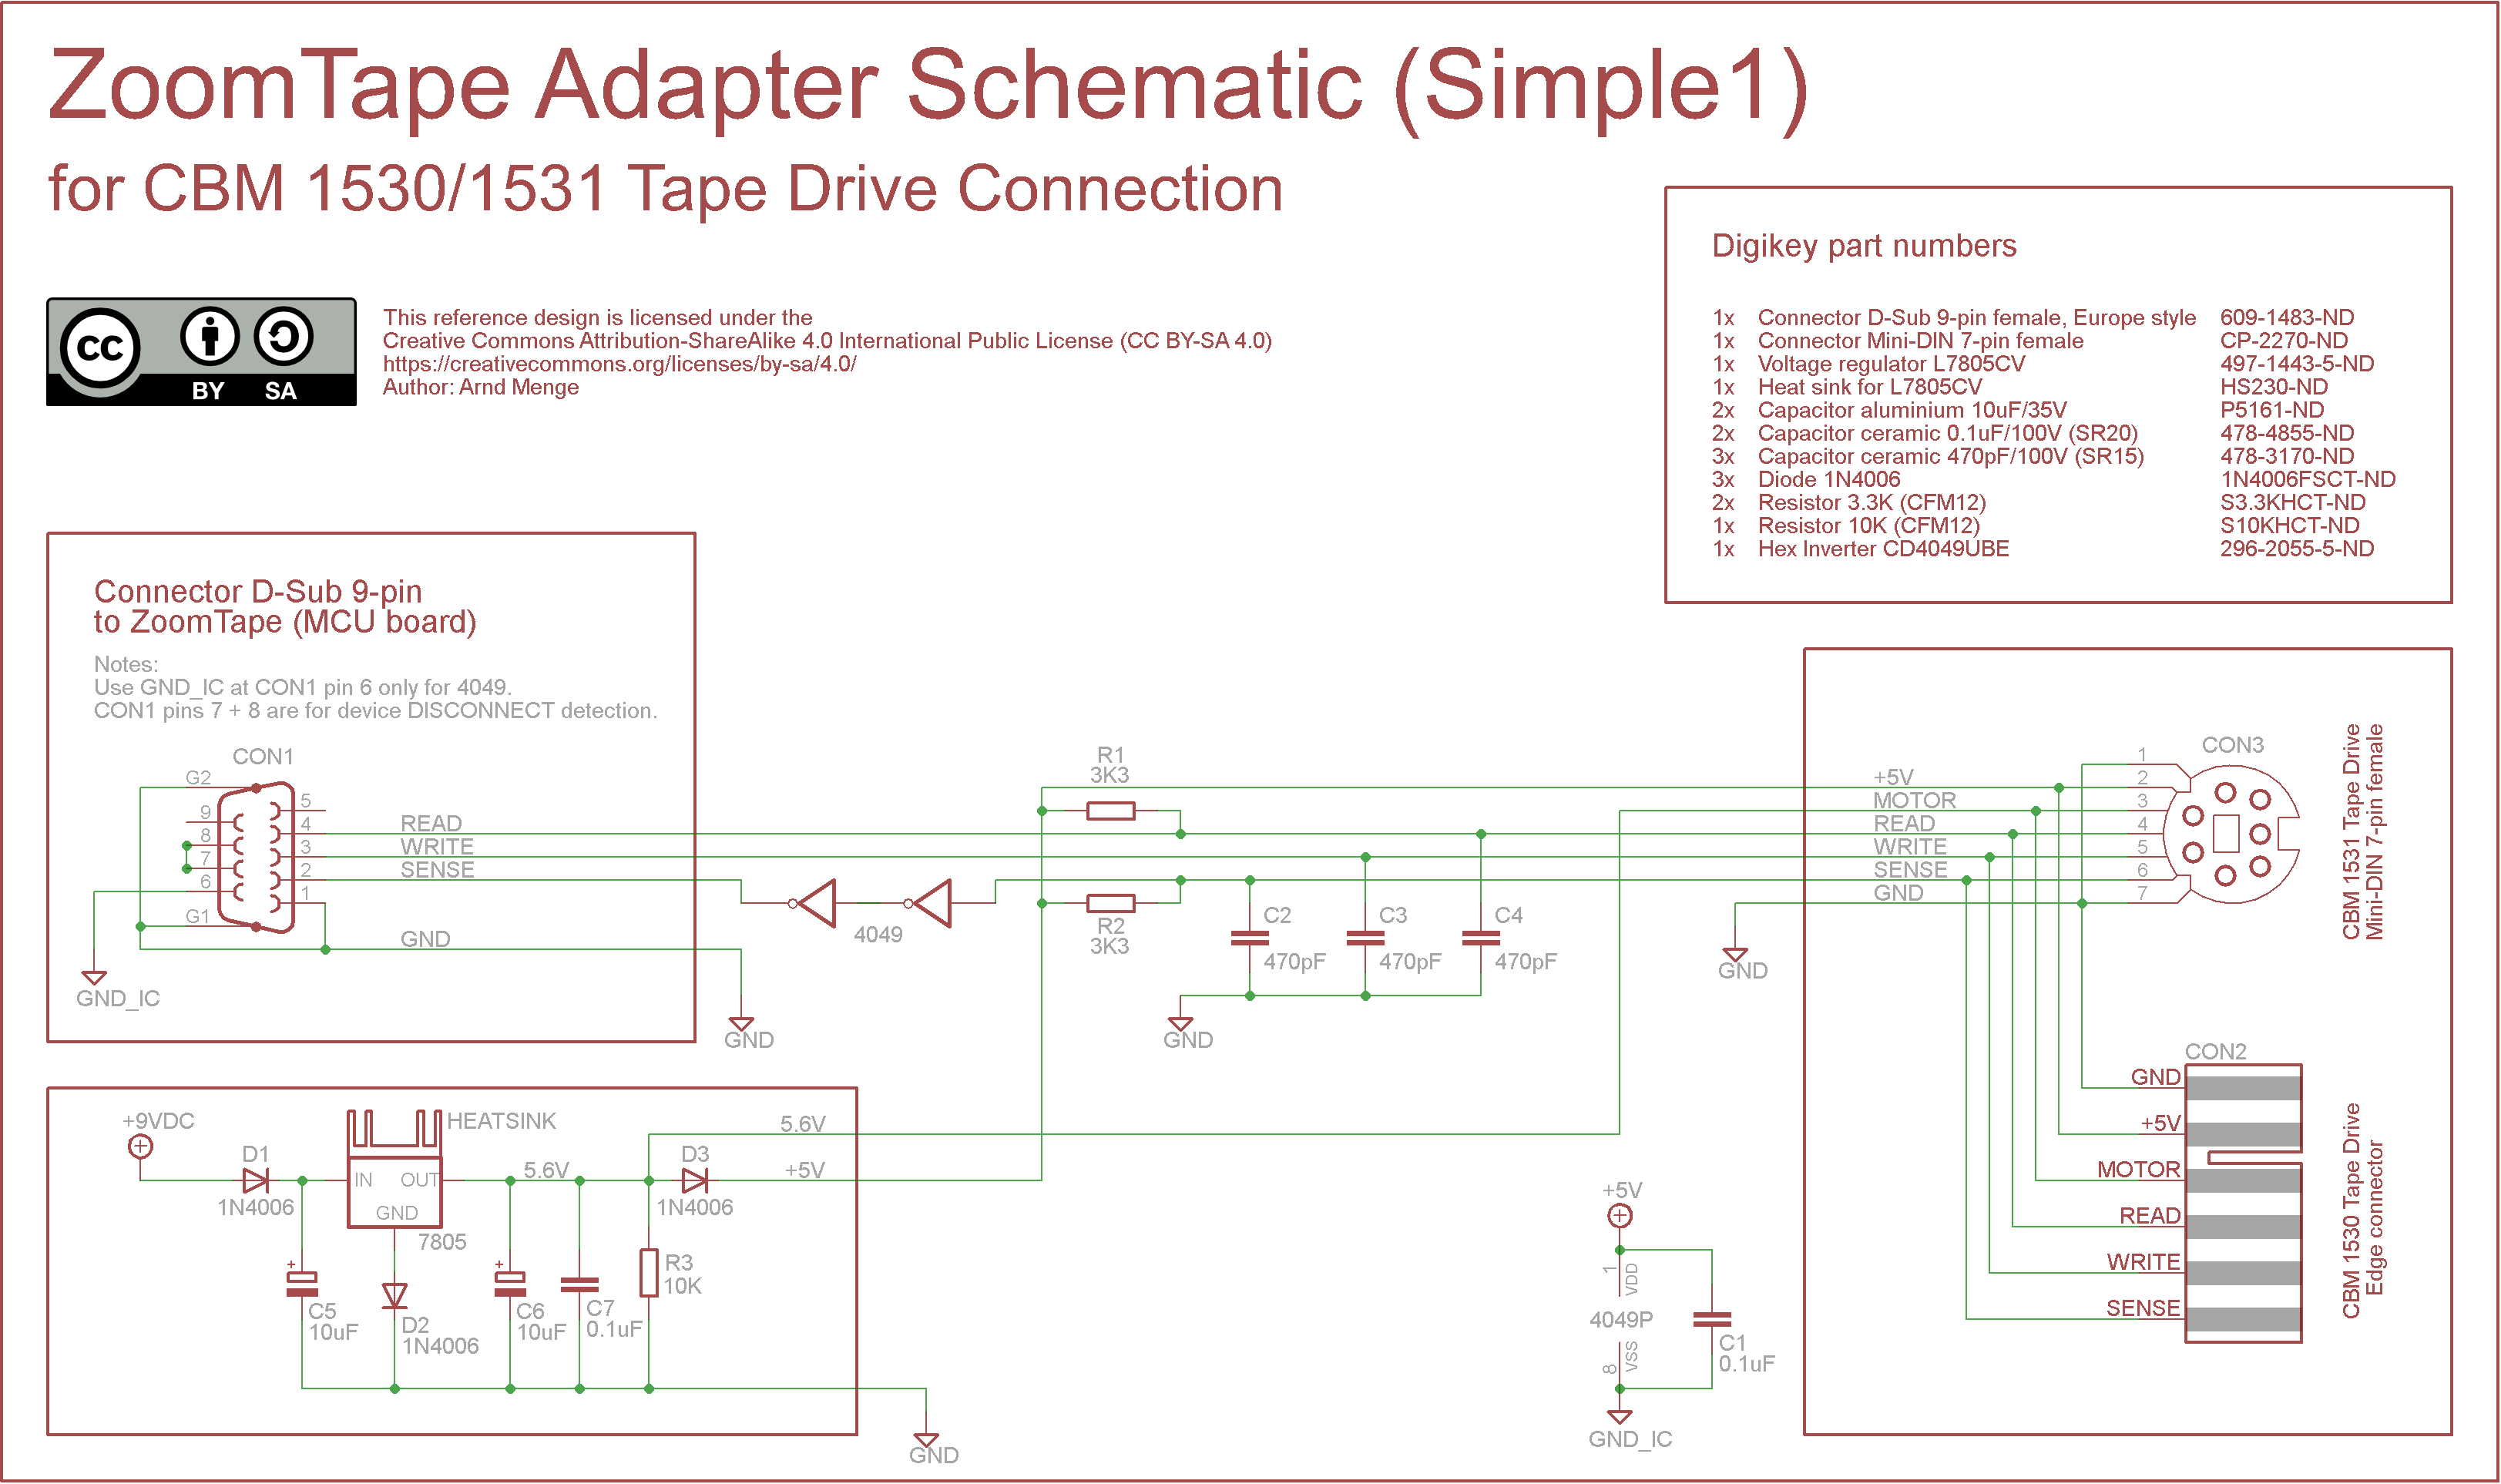 ZoomTape Adapter Schematic (Simple1)
for CBM 1530/1531 Tape Drive Connection
cc
BY SA
This reference design is licensed under the
Creative Commons Attribution-ShareAlike 4.0 International Public License (CC BY-SA 4.0)
https://creativecommons.org/licenses/by-sa/4.0/
Author: Arnd Menge
Digikey part numbers
1x Connector D-Sub 9-pin female, Europe style 609-1483-ND
1x Connector Mini-DIN 7-pin female CP-2270-ND
1x Voltage regulator L7805CV 497-1443-5-ND
1x Heat sink for L7805CV HS230-ND
2x Capacitor aluminium 10uF/35V P5161-ND
2x Capacitor ceramic 0.1uF/100V (SR20) 478-4855-ND
3x Capacitor ceramic 470pF/100V (SR15) 478-3170-ND
3x Diode 1N4006 1N4006FSCT-ND
2x Resistor 3.3K (CFM12) S3.3KHCT-ND
1x Resistor 10K (CFM12) S10KHCT-ND
1x Hex Inverter CD4049UBE 296-2055-5-ND
Connector D-Sub 9-pin
to ZoomTape (MCU board)
Notes:
Use GND_IC at CON1 pin 6 only for 4049.
CON1 pins 7 + 8 are for device DISCONNECT detection.
CON1
G2
9
8
7
6
G1
5
4
3
2
1
READ
WRITE
SENSE
GND
GND_IC
GND
4049
R1
3K3
R2
3K3
C2
470pF
C3
470pF
C4
470pF
GND
+5V
MOTOR
READ
WRITE
SENSE
GND
GND
1
2
3
4
5
6
7
CON3
CBM 1531 Tape Drive
Mini-DIN 7-pin female
CON2
GND
+5V
MOTOR
READ
WRITE
SENSE
CBM 1530 Tape Drive
Edge connector
+9VDC
D1
1N4006
HEATSINK
IN OUT
GND
7805
5.6V
D3
1N4006
5.6V
+5V
+
C5
10uF
D2
1N4006
+
C6
10uF
C7
0.1uF
R3
10K
GND
+5V
1
VDD
4049P
8
VSS
C1
0.1uF
GND_IC